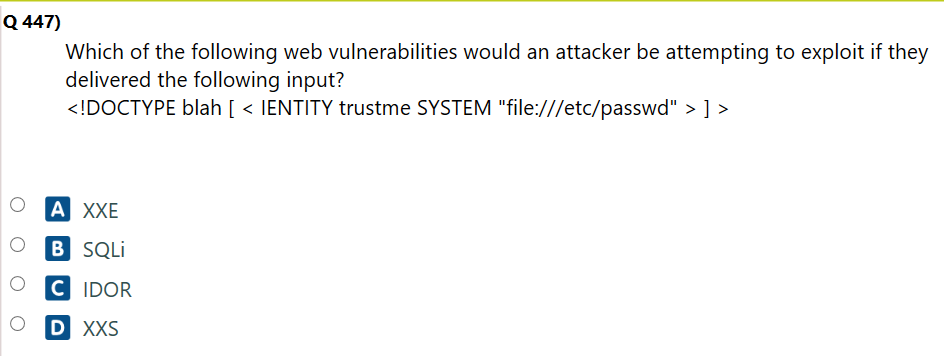 Q 447)
Which of the following web vulnerabilities would an attacker be attempting to exploit if they
delivered the following input?
<!DOCTYPE blah [ < IENTITY trustme SYSTEM "file:///etc/passwd" > ] >
A XXE
B SQLi
C IDOR
D XXS